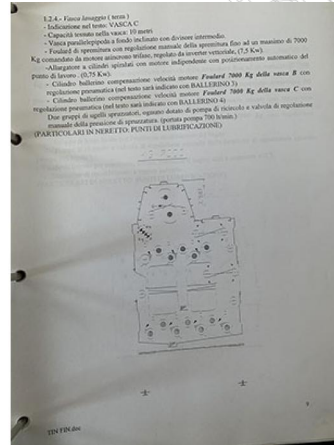 1.2.4.- Vasca lavaggio ( terza )
- Indicazione nel testo: VASCA C
- Capacità tessuto nella vasca: 10 metri
- Vasca parallelepipeda a fondo inclinato con divisore intermedio.
- Foulard di spremitura con regolazione manuale della spremitura fino ad un massimo di 7000
Kg comandato da motore asincrono trifase, regolato da inverter vettoriale, (7,5 Kw).
-Allargatore a cilindri spiralati con motore indipendente con posizionamento automatico del
punto di lavoro . (0,75 Kw).
- Cilindro ballerino compensazione velocità motore Foulard 7000 Kg della vasca B con
regolazione pneumatica (nel testo sarà indicato con BALLERINO 3 )
- Cilindro ballerino compensazione velocità motore Foulard 7000 Kg della vasca C con
regolazione pneumatica (nel testo sarà indicato con BALLERINO 4)
Due gruppi di ugelli spruzzatori, ognuno dotato di pompa di ricircolo e valvola di regolazione
manuale della pressione di spruzzatura. (portata pompa 700 lt/min.)
(PARTICOLARI IN NERETTO: PUNTI DI LUBRIFICAZIONE)
TIN FIN.doc